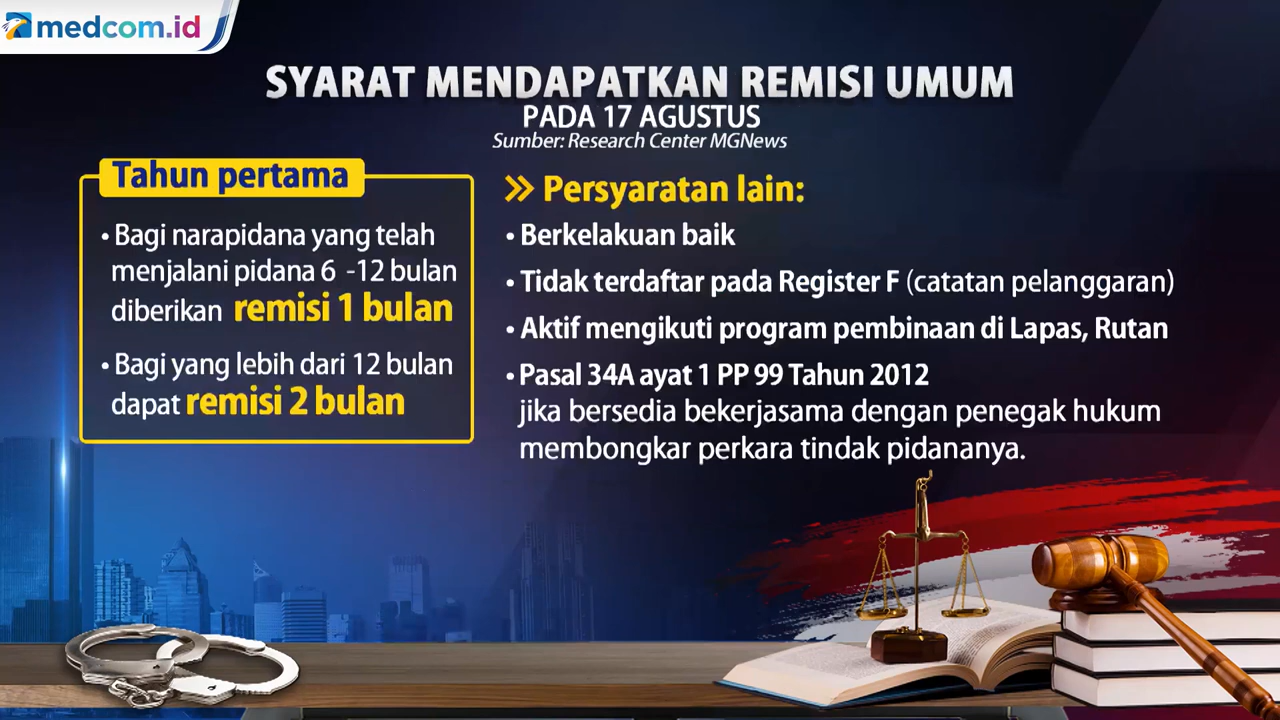 medcom.id
SYARAT MENDAPATKAN REMISI UMUM
PADA 17 AGUSTUS
Sumber: Research Center MGNews
Tahun pertama
• Bagi narapidana yang telah
menjalani pidana 6 -12 bulan
diberikan remisi 1 bulan
• Bagi yang lebih dari 12 bulan
dapat remisi 2 bulan
Persyaratan lain:
• Berkelakuan baik
• Tidak terdaftar pada Register F (catatan pelanggaran)
• Aktif mengikuti program pembinaan di Lapas, Rutan
• Pasal 34A ayat 1 PP 99 Tahun 2012
jika bersedia bekerjasama dengan penegak hukum
membongkar perkara tindak pidananya.